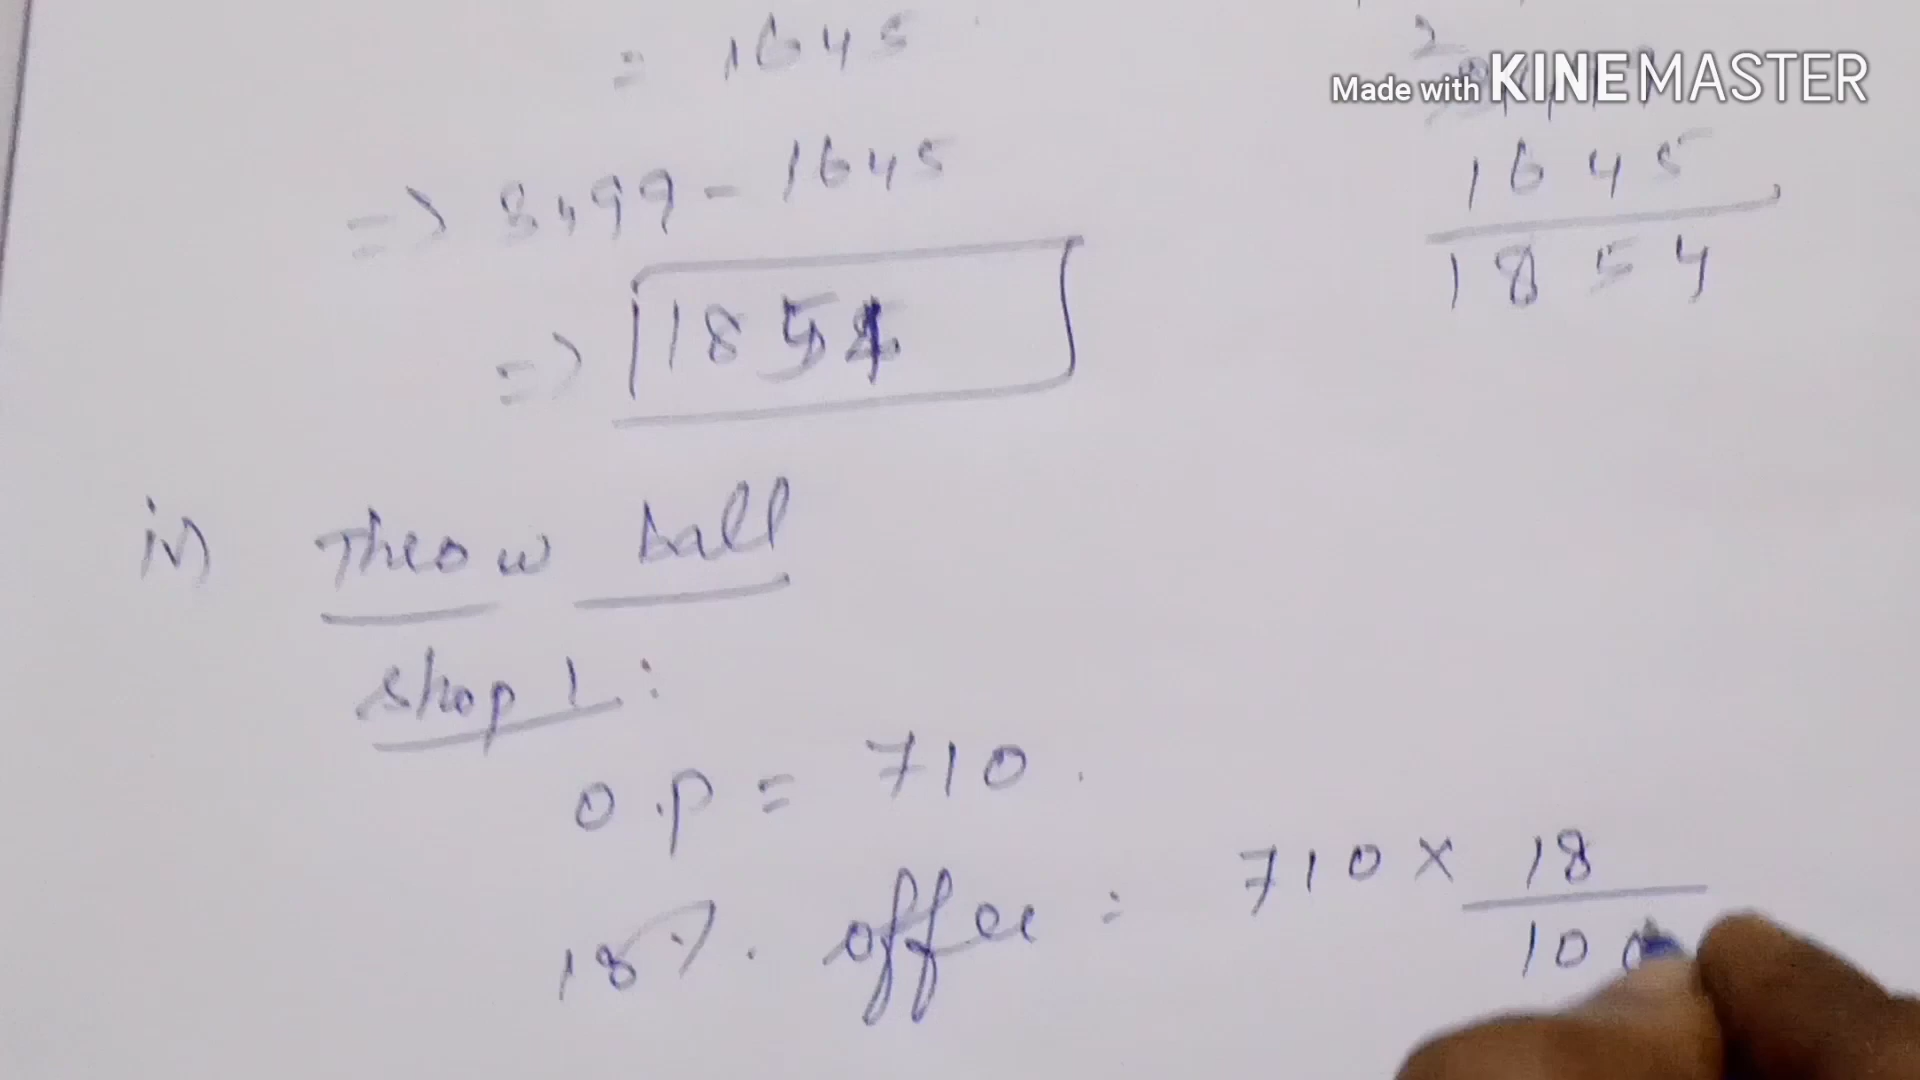 = 1645
Made with KINEMASTER
1645
=> 3499 - 1645
1854
=> 1854
iv) Throw ball
Shop 1:
O.P = 710.
18%. offer = 710 × 18
100